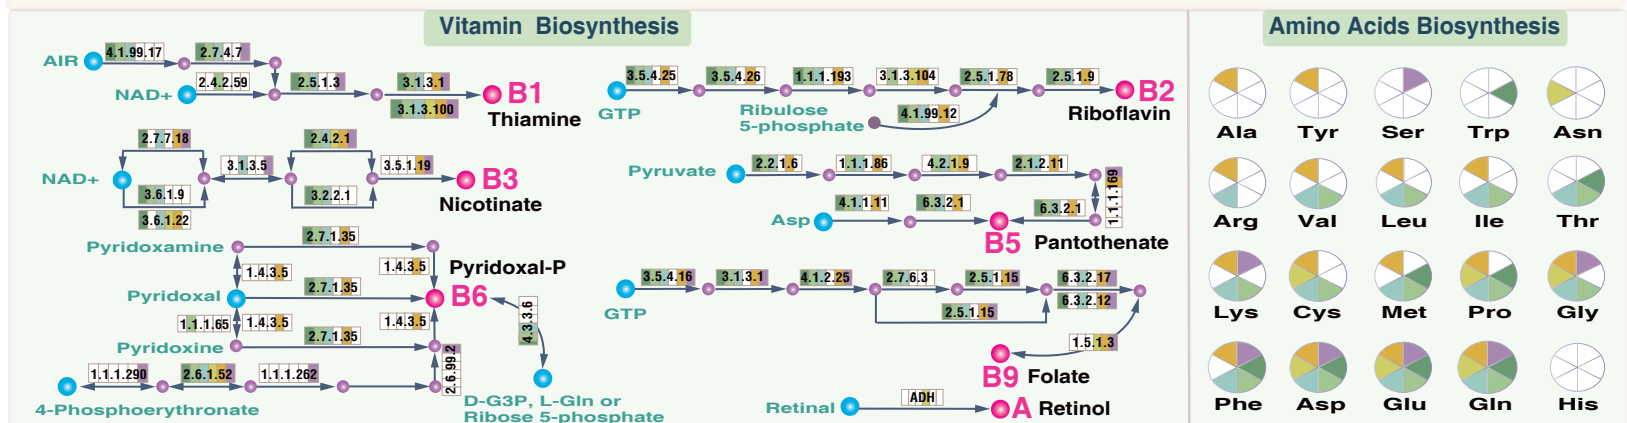 Vitamin Biosynthesis
AIR
4.1.99.17
2.7.4.7
NAD+
2.4.2.59
2.5.1.3
3.1.3.1
3.1.3.100
B1
Thiamine
NAD+
2.7.7.18
3.6.1.9
3.6.1.22
3.1.3.5
2.4.2.1
3.2.2.1
3.5.1.19
B3
Nicotinate
Pyridoxamine
2.7.1.35
1.4.3.5
1.4.3.5
Pyridoxal-P
Pyridoxal
2.7.1.35
B6
1.1.1.65
1.4.3.5
1.4.3.5
4.3.3.6
Pyridoxine
2.7.1.35
2.6.99.2
1.1.1.290
2.6.1.52
1.1.1.262
4-Phosphoerythronate
D-G3P, L-Gln or
Ribose 5-phosphate
3.5.4.25
3.5.4.26
1.1.1.193
3.1.3.104
2.5.1.78
2.5.1.9
B2
GTP
Ribulose
5-phosphate
4.1.99.12
Riboflavin
Pyruvate
2.2.1.6
1.1.1.86
4.2.1.9
2.1.2.11
1.1.1.169
Asp
4.1.1.11
6.3.2.1
6.3.2.1
B5
Pantothenate
3.5.4.16
3.1.3.1
4.1.2.25
2.7.6.3
2.5.1.15
6.3.2.17
6.3.2.12
GTP
2.5.1.15
1.5.1.3
B9
Folate
Retinal
ADH
A
Retinol
Amino Acids Biosynthesis
Ala
Tyr
Ser
Trp
Asn
Arg
Val
Leu
Ile
Thr
Lys
Cys
Met
Pro
Gly
Phe
Asp
Glu
Gln
His